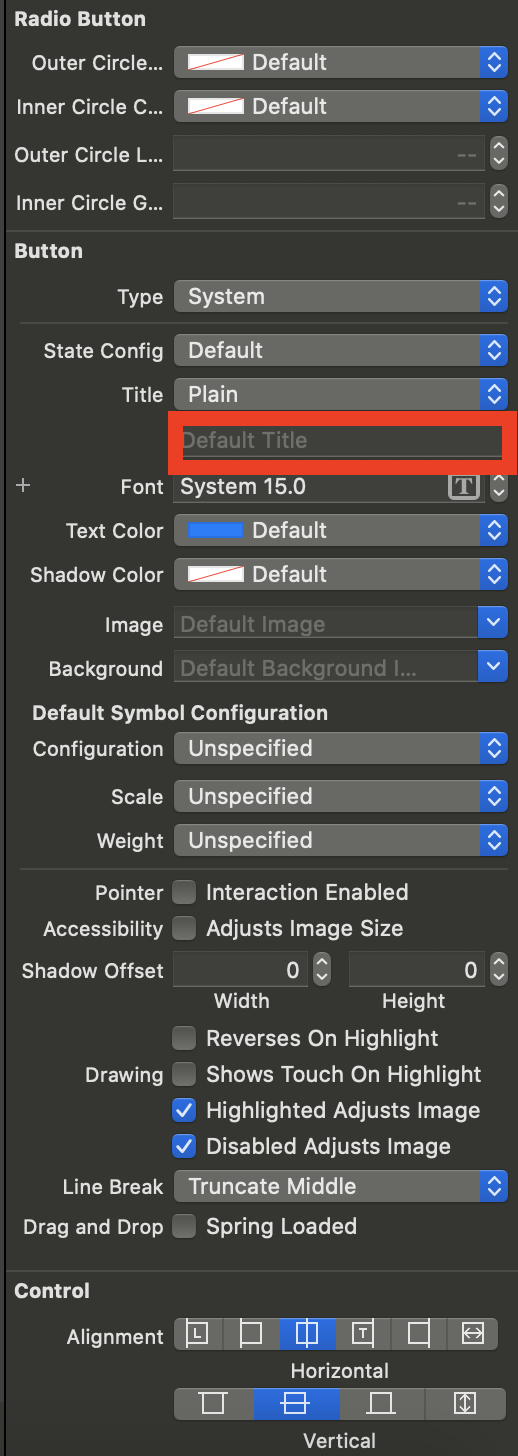 Radio Button
Outer Circle... Default
Inner Circle C... Default
Outer Circle L... --
Inner Circle G... --
Button
Type System
State Config Default
Title Plain
Default Title
+ Font System 15.0 T
Text Color Default
Shadow Color Default
Image Default Image
Background Default Background I...
Default Symbol Configuration
Configuration Unspecified
Scale Unspecified
Weight Unspecified
Pointer Interaction Enabled
Accessibility Adjusts Image Size
Shadow Offset 0 0
Width Height
Reverses On Highlight
Drawing Shows Touch On Highlight
Highlighted Adjusts Image
Disabled Adjusts Image
Line Break Truncate Middle
Drag and Drop Spring Loaded
Control
Alignment L T
Horizontal
Vertical